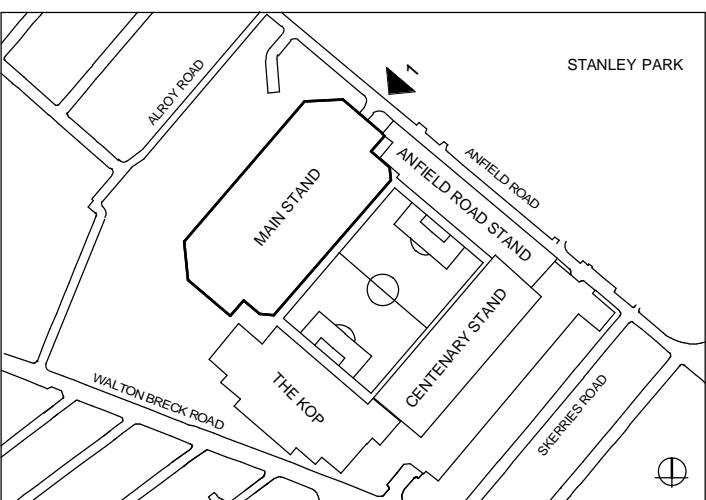 STANLEY PARK
1
ALROY ROAD
ANFIELD ROAD
ANFIELD ROAD STAND
MAIN STAND
CENTENARY STAND
THE KOP
WALTON BRECK ROAD
SKERRIES ROAD